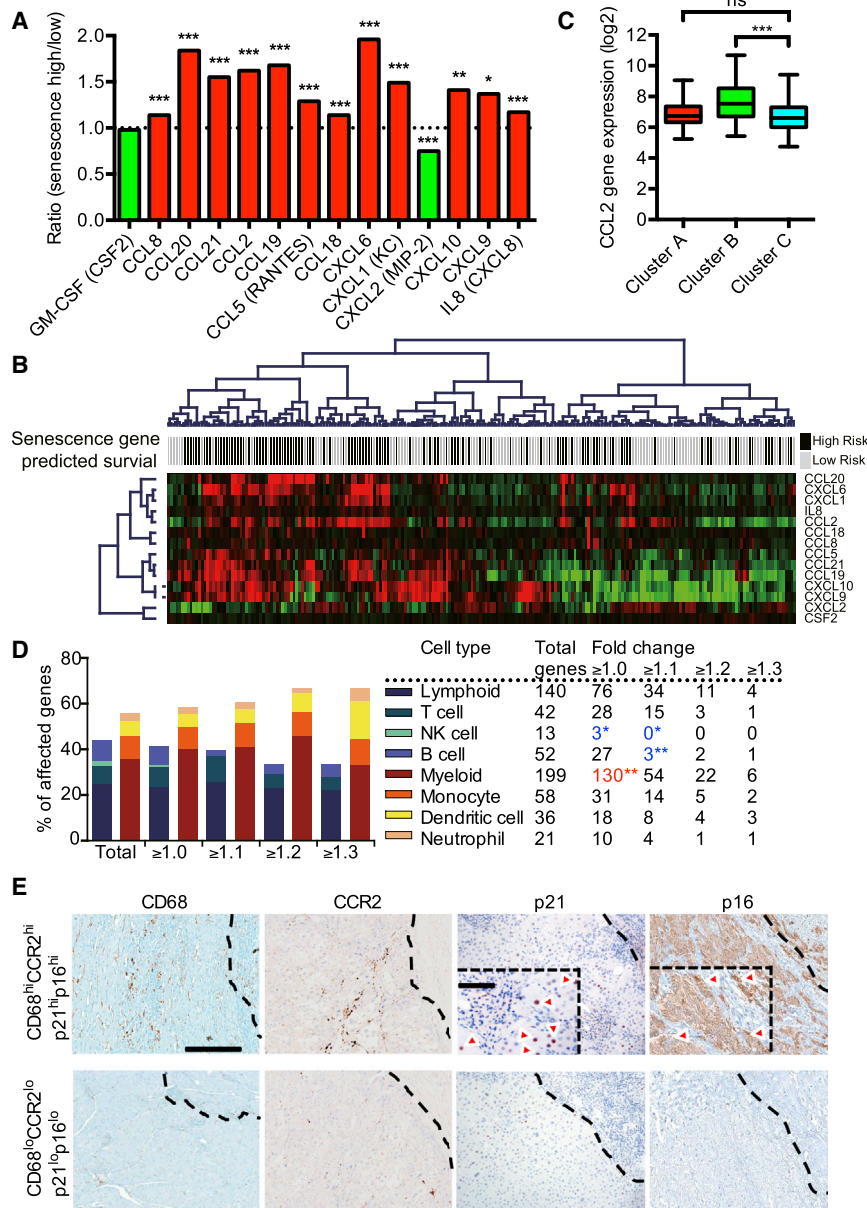 A
Ratio (senescence high/low)
2.0
1.5
1.0
0.5
0.0
***
***
***
***
***
***
***
***
***
***
**
*
***
GM-CSF (CSF2)
CCL8
CCL20
CCL21
CCL2
CCL19
CCL5 (RANTES)
CCL18
CXCL6
CXCL1 (KC)
CXCL2 (MIP-2)
CXCL10
CXCL9
IL8 (CXCL8)
C
CCL2 gene expression (log2)
12
10
8
6
4
2
0
ns
***
Cluster A
Cluster B
Cluster C
B
Senescence gene
predicted survial
High Risk
Low Risk
CCL20
CXCL6
CXCL1
IL8
CCL2
CCL18
CCL8
CCL5
CCL21
CCL19
CXCL10
CXCL9
CXCL2
CSF2
D
% of affected genes
80
60
40
20
0
Total ≥1.0 ≥1.1 ≥1.2 ≥1.3
Cell type Total Fold change
genes ≥1.0 ≥1.1 ≥1.2 ≥1.3
Lymphoid 140 76 34 11 4
T cell 42 28 15 3 1
NK cell 13 3* 0* 0 0
B cell 52 27 3** 2 1
Myeloid 199 130** 54 22 6
Monocyte 58 31 14 5 2
Dendritic cell 36 18 8 4 3
Neutrophil 21 10 4 1 1
E
CD68 CCR2 p21 p16
CD68hiCCR2hi
p21hip16hi
CD68loCCR2lo
p21lop16lo